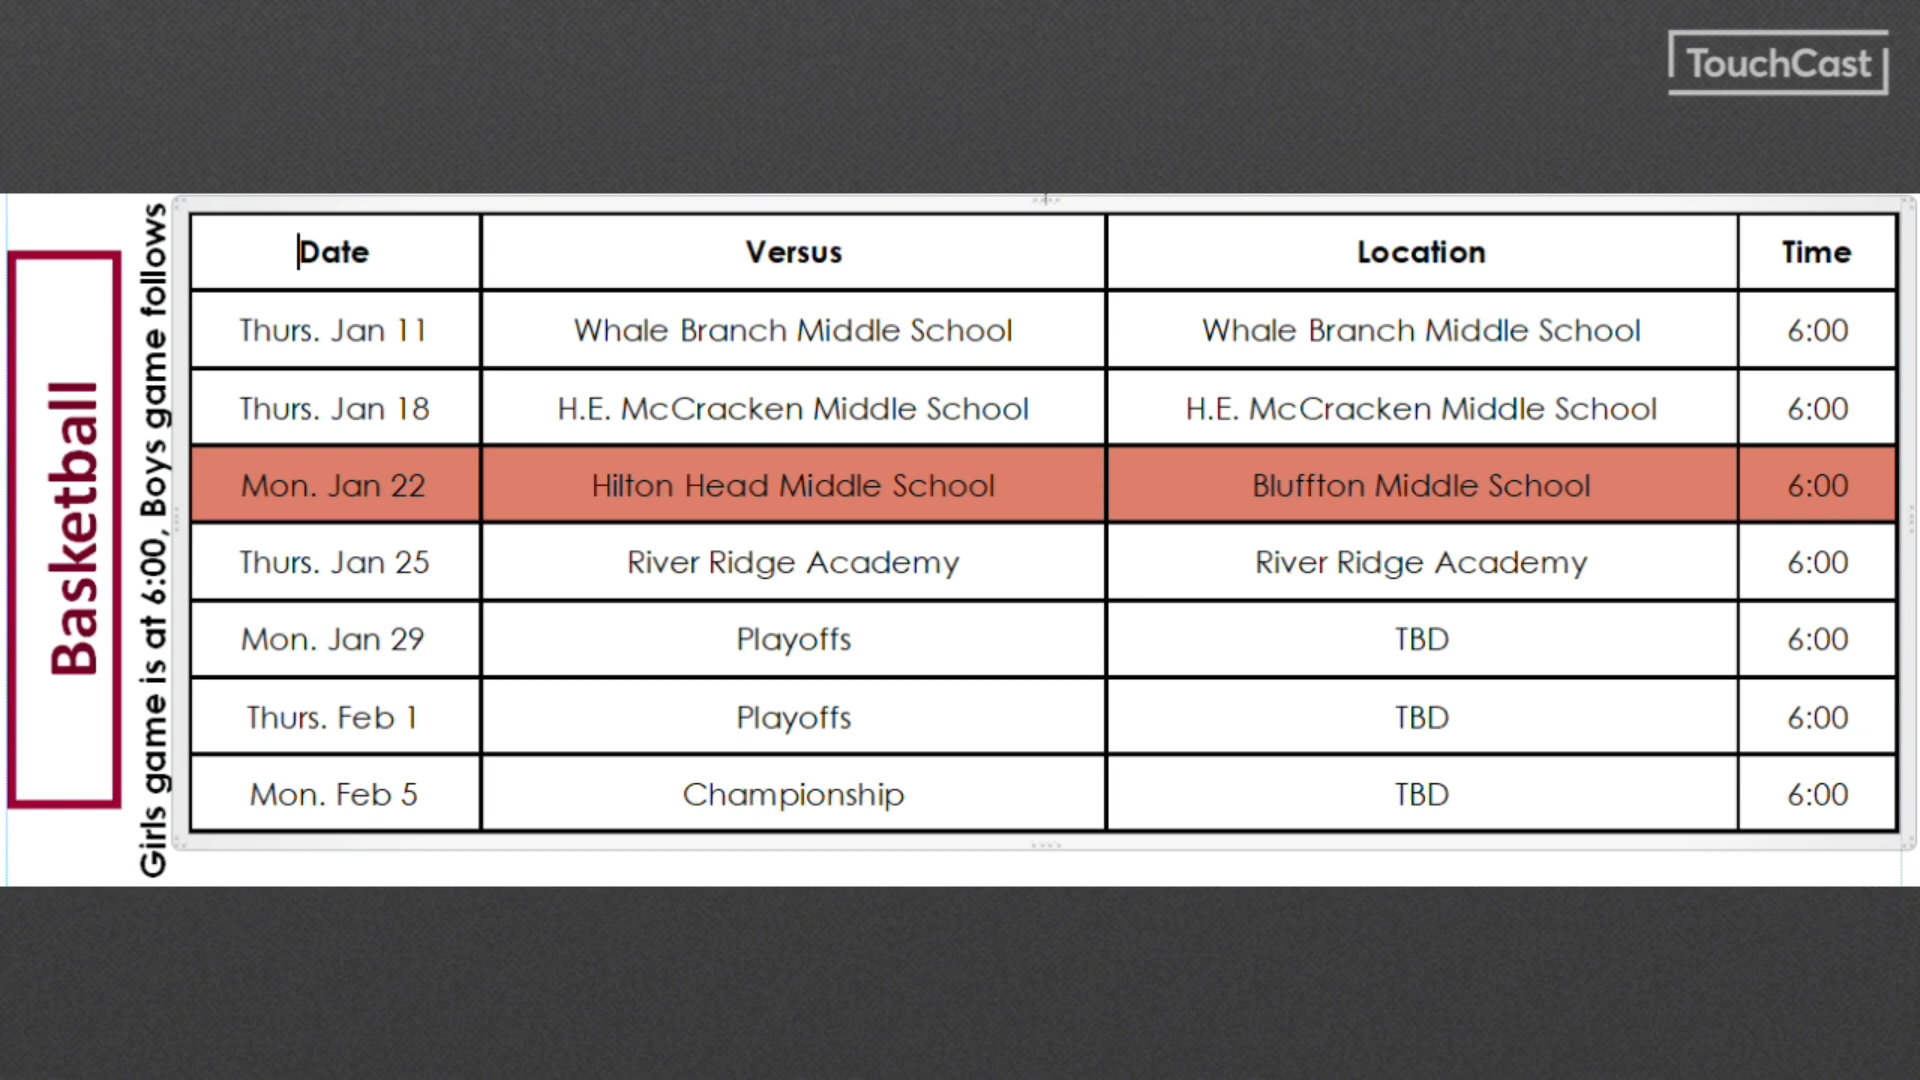 TouchCast
Basketball
Girls game is at 6:00, Boys game follows
Date Versus Location Time
Thurs. Jan 11 Whale Branch Middle School Whale Branch Middle School 6:00
Thurs. Jan 18 H.E. McCracken Middle School H.E. McCracken Middle School 6:00
Mon. Jan 22 Hilton Head Middle School Bluffton Middle School 6:00
Thurs. Jan 25 River Ridge Academy River Ridge Academy 6:00
Mon. Jan 29 Playoffs TBD 6:00
Thurs. Feb 1 Playoffs TBD 6:00
Mon. Feb 5 Championship TBD 6:00